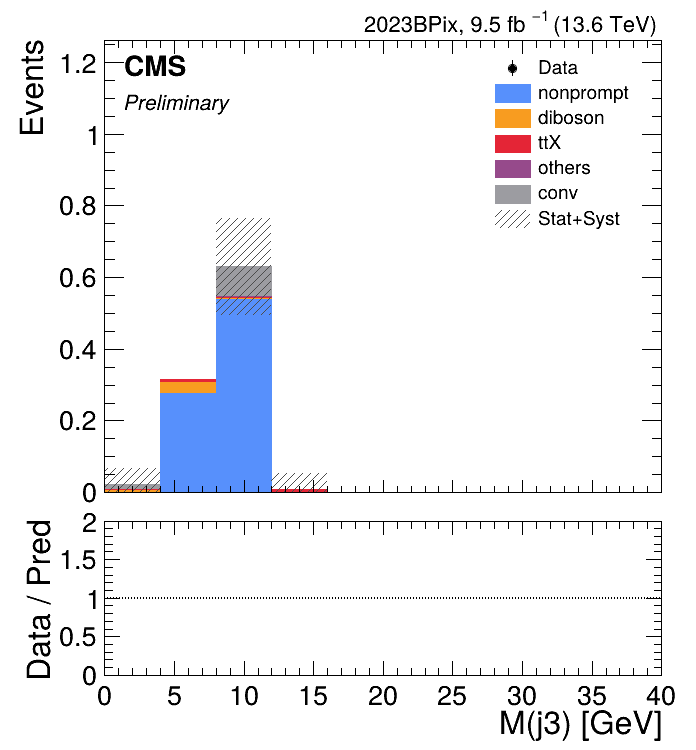 2023BPix, 9.5 fb⁻¹ (13.6 TeV)
CMS
Preliminary
Data
nonprompt
diboson
ttX
others
conv
Stat+Syst
Events
1.2
1
0.8
0.6
0.4
0.2
0
Data / Pred
2
1.5
1
0.5
0
0 5 10 15 20 25 30 35 40
M(j3) [GeV]